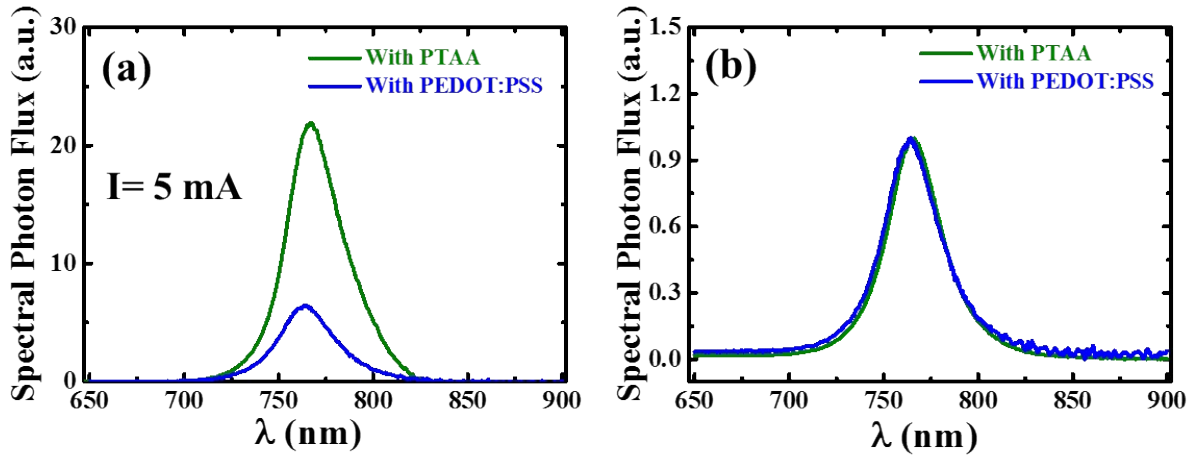 (a)
With PTAA
With PEDOT:PSS
I= 5 mA
Spectral Photon Flux (a.u.)
30
20
10
0
650 700 750 800 850 900
λ (nm)
(b)
With PTAA
With PEDOT:PSS
Spectral Photon Flux (a.u.)
1.5
1.2
0.9
0.6
0.3
0.0
650 700 750 800 850 900
λ (nm)